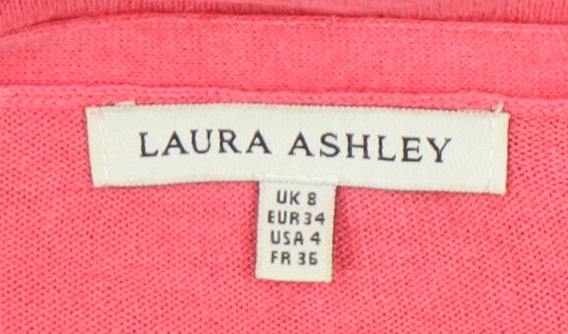 LAURA ASHLEY
UK 8
EUR 34
USA 4
FR 36